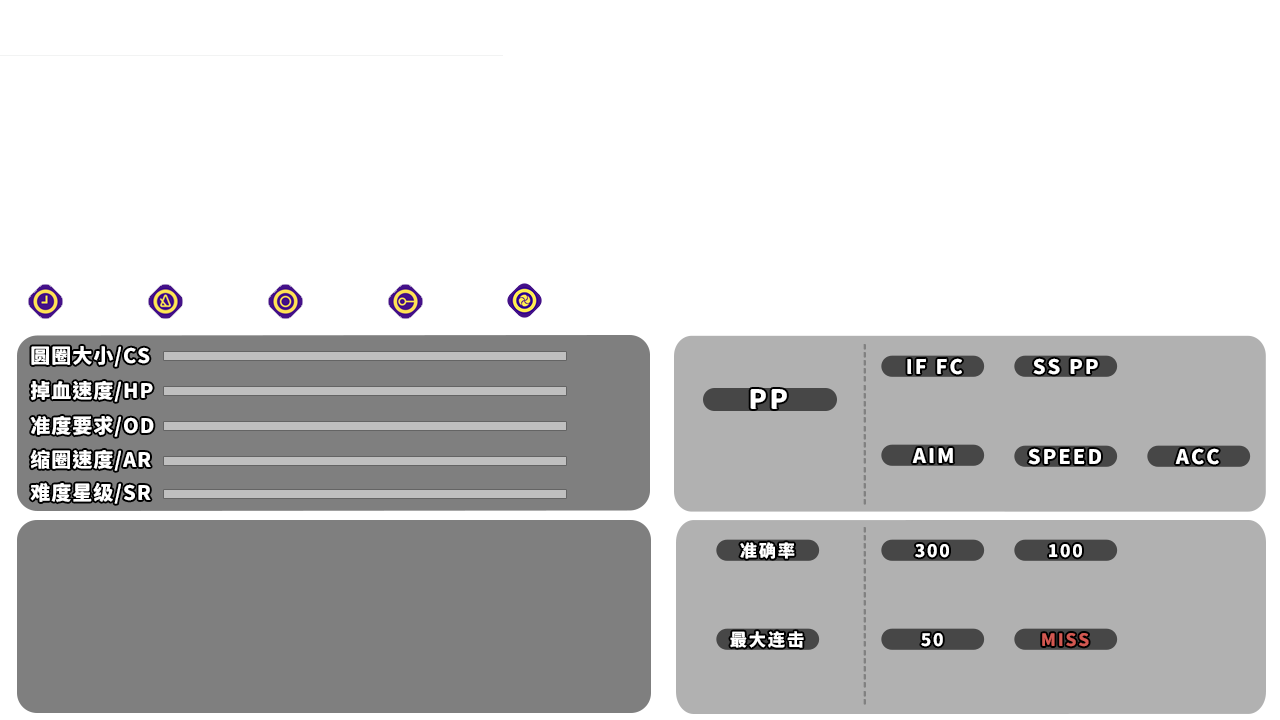 圆圈大小/CS
掉血速度/HP
准度要求/OD
缩圈速度/AR
难度星级/SR
PP
IF FC
SS PP
AIM
SPEED
ACC
准确率
300
100
最大连击
50
MISS